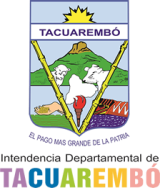 TACUAREMBÓ
EL PAGO MAS GRANDE DE LA PATRIA
Intendencia Departamental de
TACUAREMBÓ